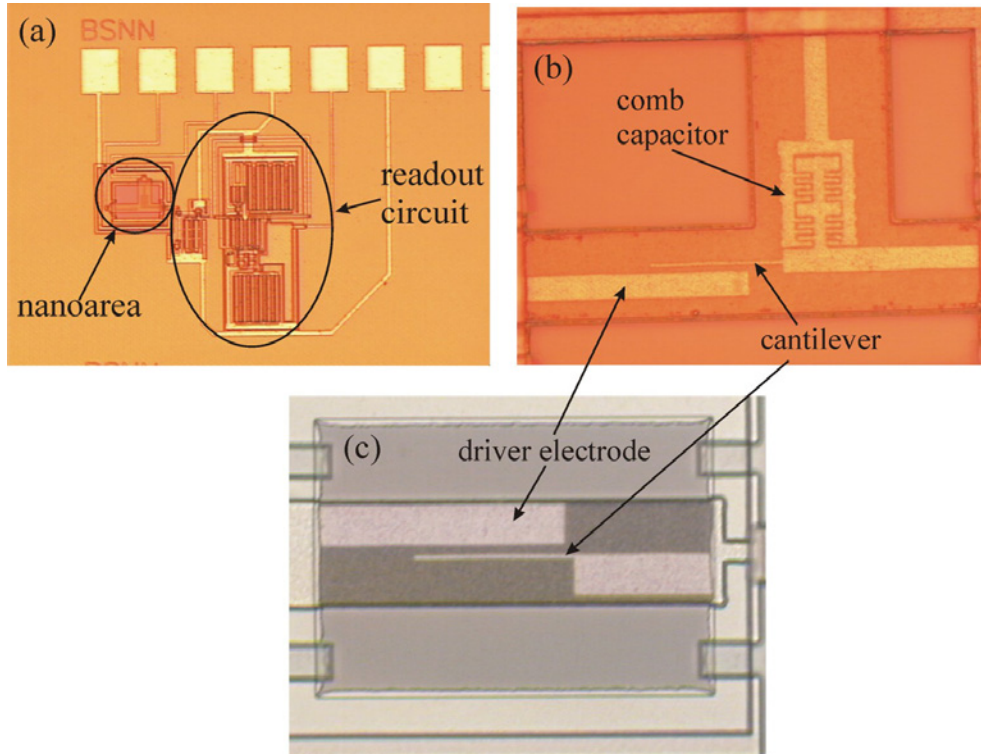 (a)
BSNN
readout
circuit
nanoarea
(b)
comb
capacitor
cantilever
(c)
driver electrode